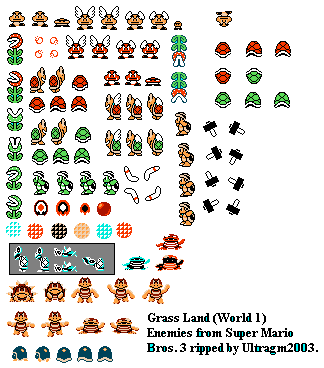 Grass Land (World 1)
Enemies from Super Mario
Bros. 3 ripped by Ultragm2003.